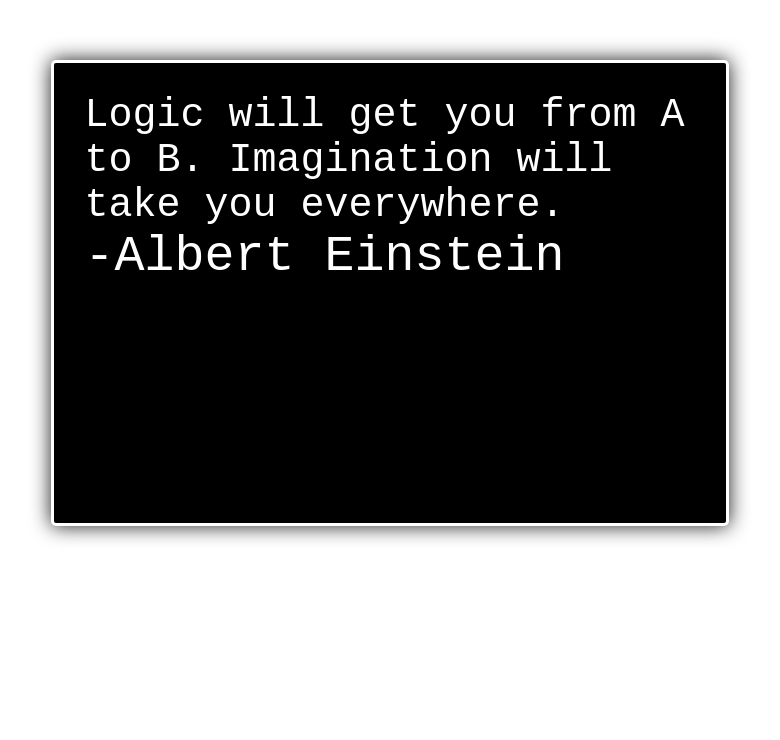 Logic will get you from A
to B. Imagination will
take you everywhere.
-Albert Einstein